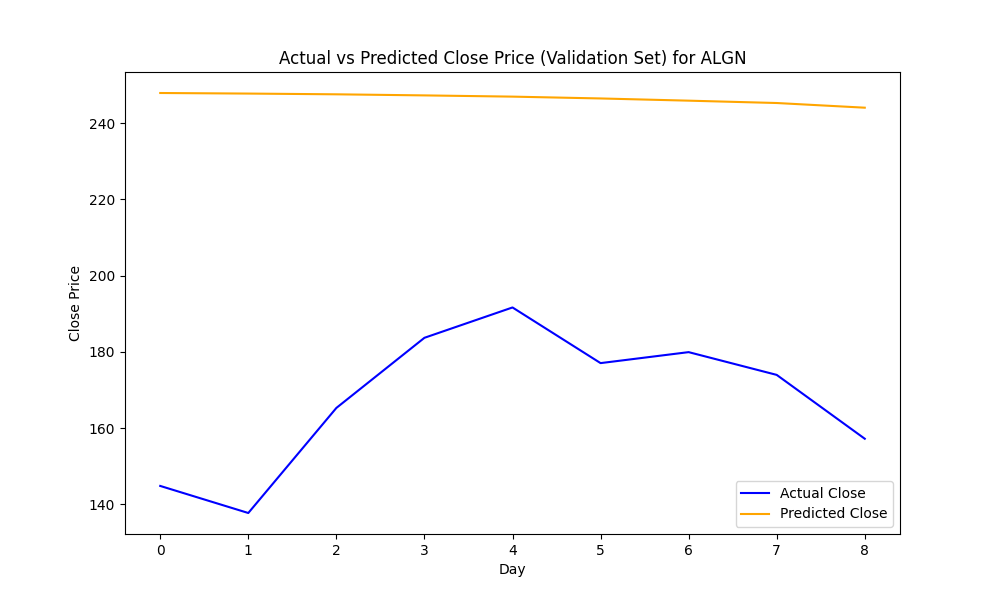 Actual vs Predicted Close Price (Validation Set) for ALGN
Close Price
240
220
200
180
160
140
0 1 2 3 4 5 6 7 8
Day
Actual Close
Predicted Close